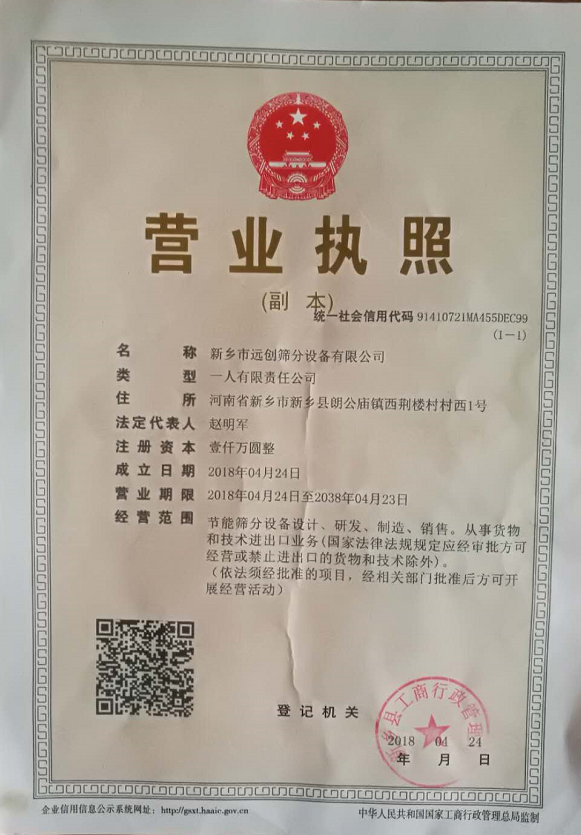 营业执照
(副 本)
统一社会信用代码 91410721MA455DEC99
(1-1)
名 称 新乡市远创筛分设备有限公司
类 型 一人有限责任公司
住 所 河南省新乡市新乡县朗公庙镇西荆楼村村西1号
法定代表人 赵明军
注册资本 壹仟万圆整
成立日期 2018年04月24日
营业期限 2018年04月24日至2038年04月23日
经营范围 节能筛分设备设计、研发、制造、销售。从事货物
和技术进出口业务(国家法律法规规定应经审批方可
经营或禁止进出口的货物和技术除外)。
(依法须经批准的项目,经相关部门批准后方可开
展经营活动)
登记机关
新乡县工商行政管理
2018 04 24
年 月 日
企业信用信息公示系统网址: http://gsxt.haaic.gov.cn
中华人民共和国国家工商行政管理总局监制